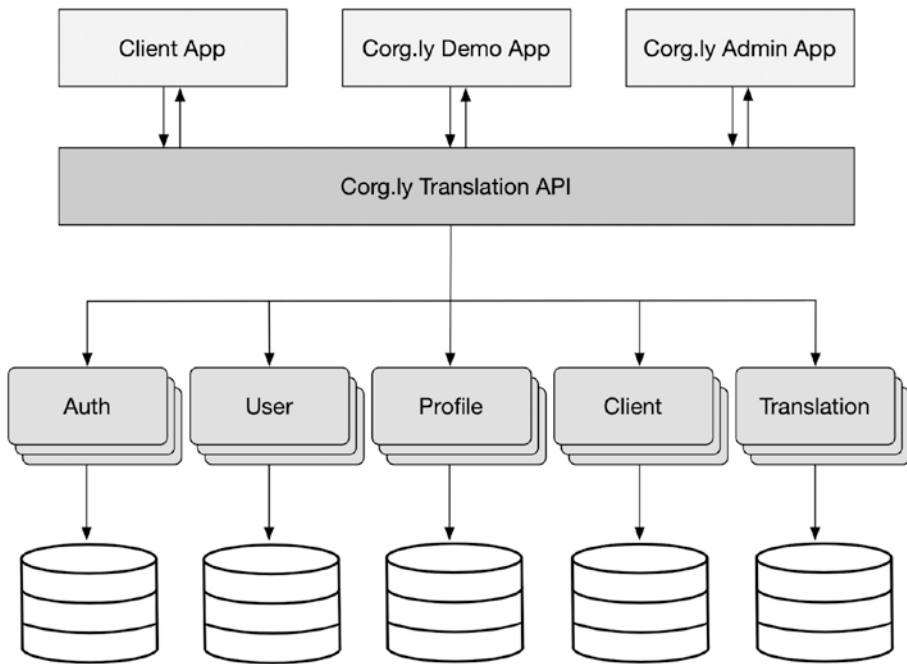 Client App
Corg.ly Demo App
Corg.ly Admin App
Corg.ly Translation API
Auth
User
Profile
Client
Translation